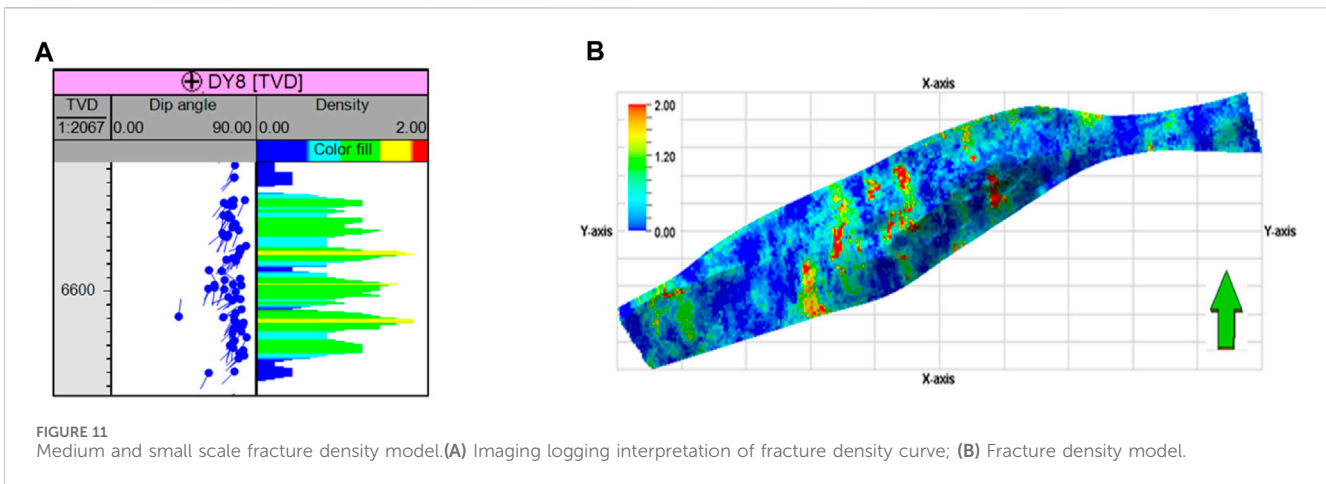 A
DY8 [TVD]
TVD Dip angle Density
1:2067 0.00 90.00 0.00 2.00
Color fill
6600
B
X-axis
2.00
1.20
0.00
Y-axis
Y-axis
X-axis
FIGURE 11
Medium and small scale fracture density model.(A) Imaging logging interpretation of fracture density curve; (B) Fracture density model.